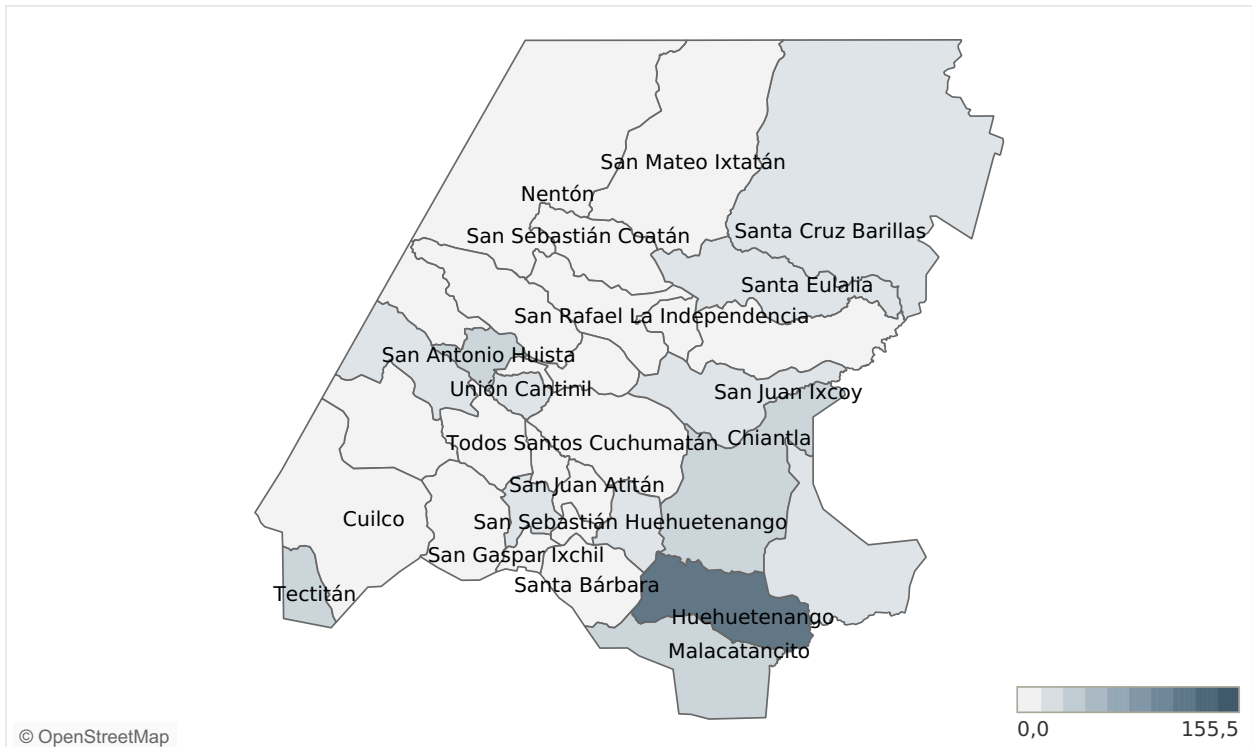 San Mateo Ixtatán
Nentón
Santa Cruz Barillas
San Sebastián Coatán
Santa Eulalia
San Rafael La Independencia
San Antonio Huista
Unión Cantinil
San Juan Ixcoy
Chiantla
Todos Santos Cuchumatán
San Juan Atitán
Cuilco
San Sebastián Huehuetenango
San Gaspar Ixchil
Santa Bárbara
Tectitán
Huehuetenango
Malacatancito
0,0
155,5
© OpenStreetMap